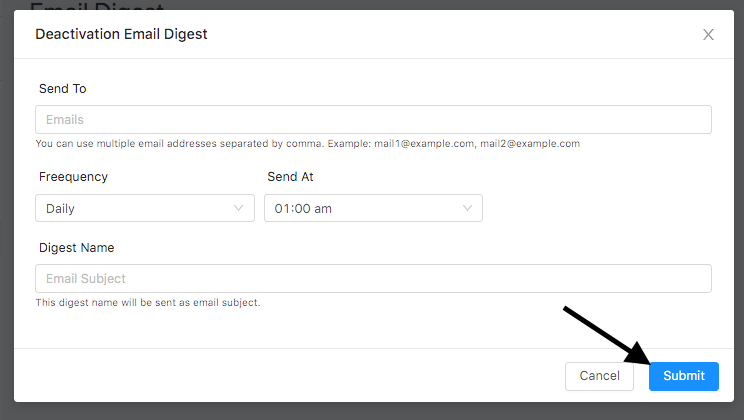 Email Digest
Deactivation Email Digest
Send To
Emails
You can use multiple email addresses separated by comma. Example: mail1@example.com, mail2@example.com
Freequency Send At
Daily 01:00 am
Digest Name
Email Subject
This digest name will be sent as email subject.
Cancel Submit